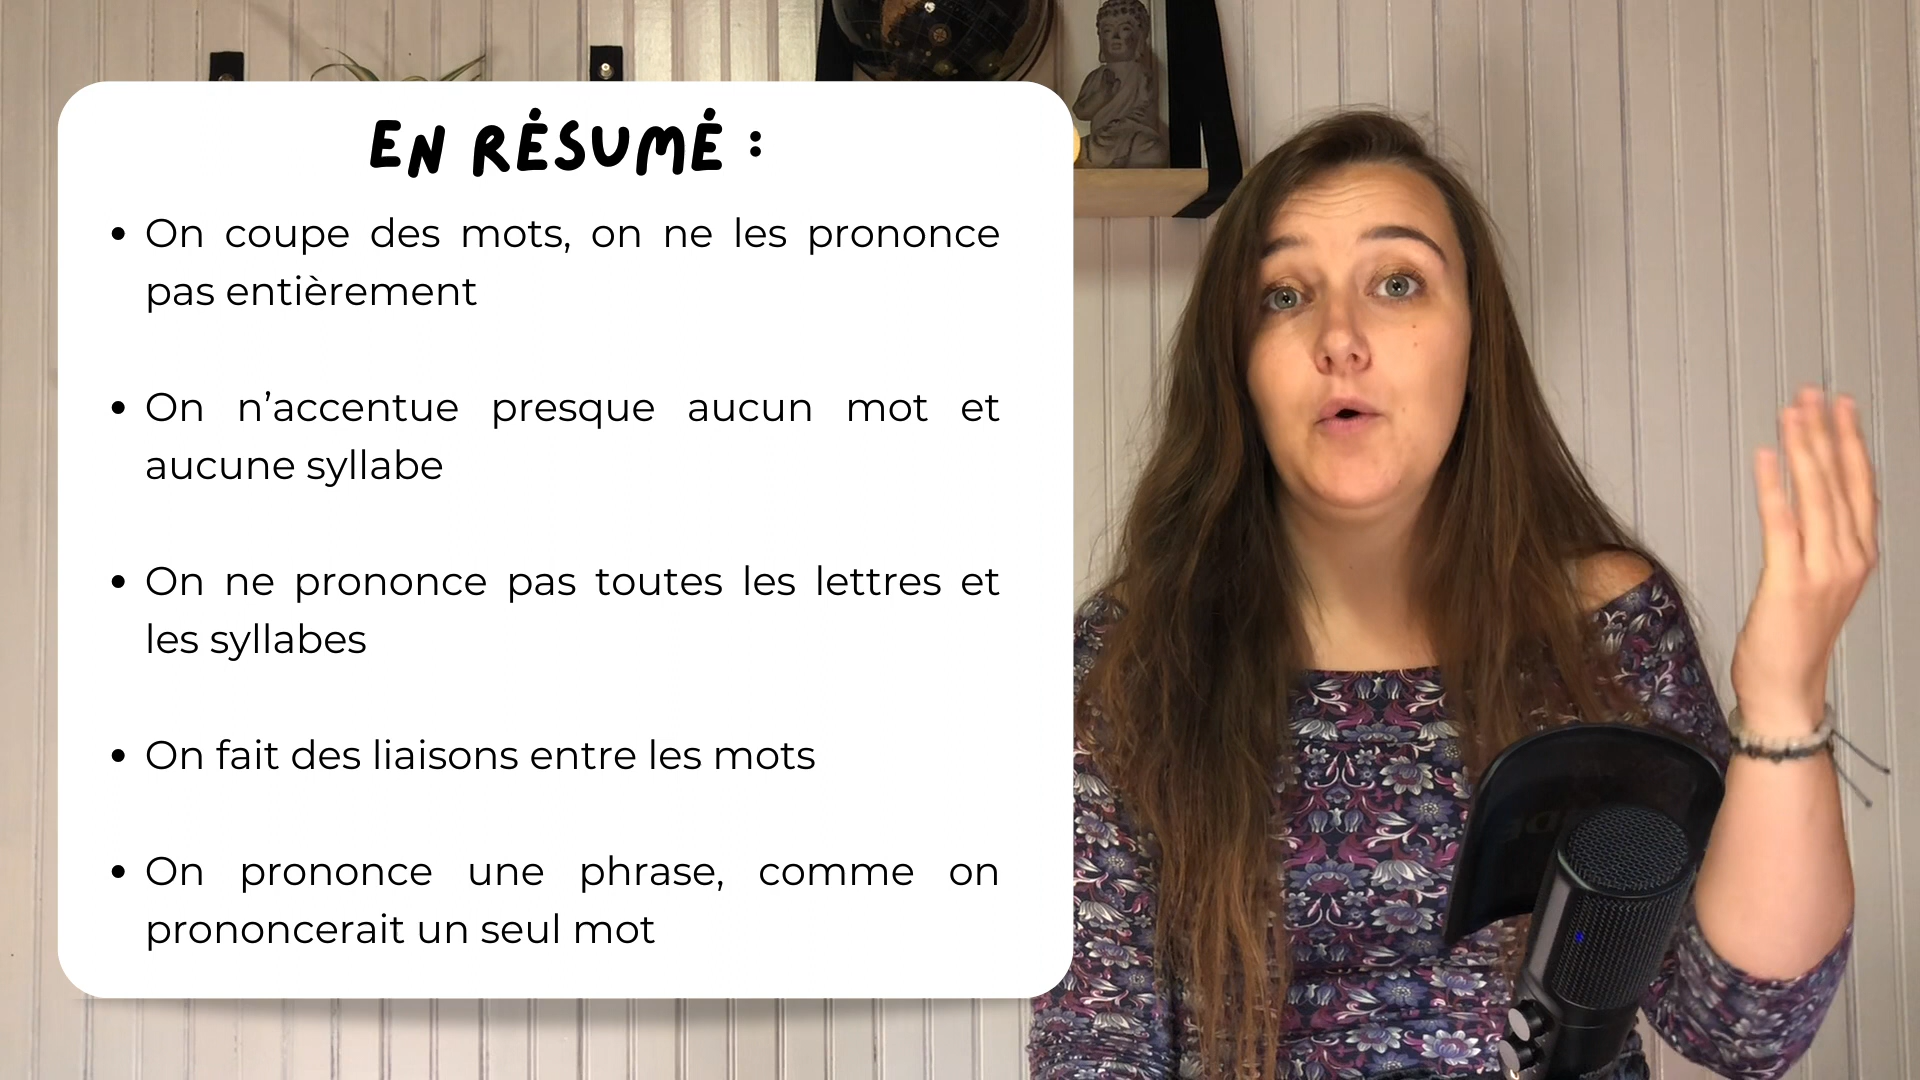 EN RÉSUMÉ :
• On coupe des mots, on ne les prononce
pas entièrement
• On n’accentue presque aucun mot et
aucune syllabe
• On ne prononce pas toutes les lettres et
les syllabes
• On fait des liaisons entre les mots
• On prononce une phrase, comme on
prononcerait un seul mot